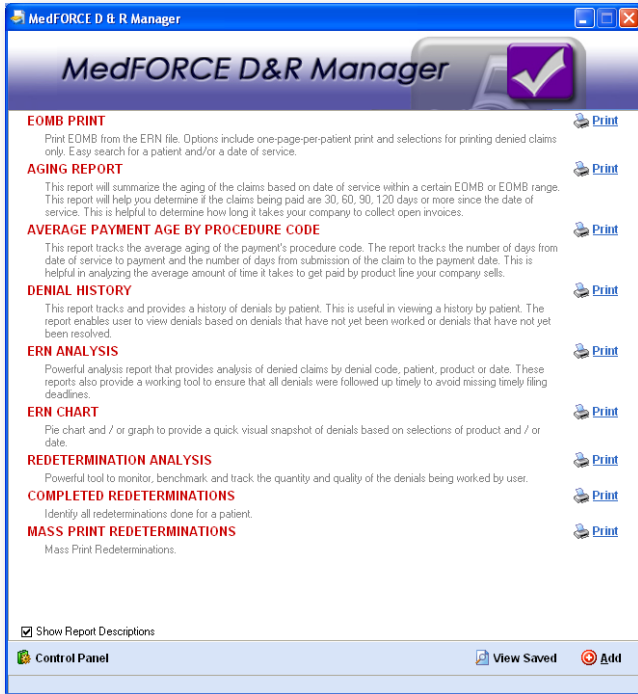 MedFORCE D & R Manager
MedFORCE D&R Manager
EOMB PRINT
Print
Print EOMB from the ERN file. Options include one-page-per-patient print and selections for printing denied claims
only. Easy search for a patient and/or a date of service.
AGING REPORT
Print
This report will summarize the aging of the claims based on date of service within a certain EOMB or EOMB range.
This report will help you determine if the claims being paid are 30, 60, 90, 120 days or more since the date of
service. This is helpful to determine how long it takes your company to collect open invoices.
AVERAGE PAYMENT AGE BY PROCEDURE CODE
Print
This report tracks the average aging of the payment's procedure code. The report tracks the number of days from
date of service to payment and the number of days from submission of the claim to the payment date. This is
helpful in analyzing the average amount of time it takes to get paid by product line your company sells.
DENIAL HISTORY
Print
This report tracks and provides a history of denials by patient. This is useful in viewing a history by patient. The
report enables user to view denials based on denials that have not yet been worked or denials that have not yet
been resolved.
ERN ANALYSIS
Print
Powerful analysis report that provides analysis of denied claims by denial code, patient, product or date. These
reports also provide a working tool to ensure that all denials were followed up timely to avoid missing timely filing
deadlines.
ERN CHART
Print
Pie chart and / or graph to provide a quick visual snapshot of denials based on selections of product and / or
date.
REDETERMINATION ANALYSIS
Print
Powerful tool to monitor, benchmark and track the quantity and quality of the denials being worked by user.
COMPLETED REDETERMINATIONS
Print
Identify all redeterminations done for a patient.
MASS PRINT REDETERMINATIONS
Print
Mass Print Redeterminations.
Show Report Descriptions
Control Panel
View Saved
Add